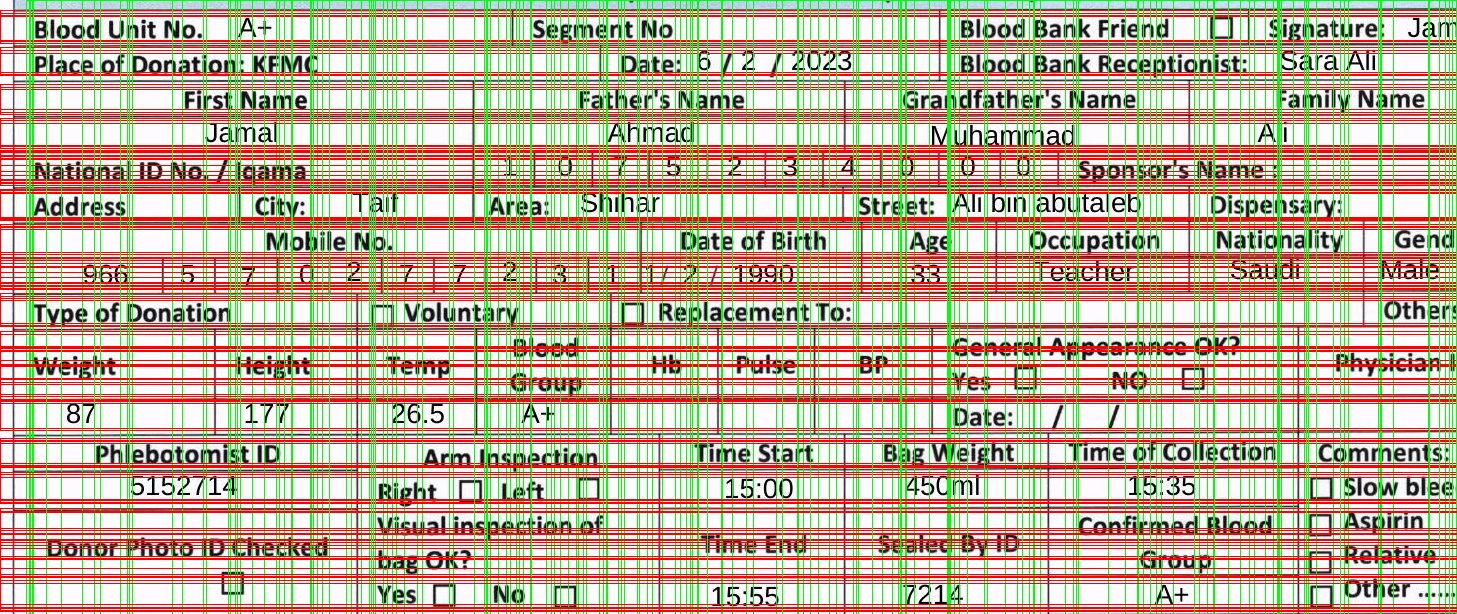 Blood Unit No. A+ Segment No Blood Bank Friend Signature: Jam
Place of Donation: KFMC Date: 6 / 2 / 2023 Blood Bank Receptionist: Sara Ali
First Name Father's Name Grandfather's Name Family Name
Jamal Ahmad Muhammad Ali
National ID No. / Iqama 1 0 7 5 2 3 4 0 0 0 Sponsor's Name :
Address City: Taif Area: Shihar Street: Ali bin abutaleb Dispensary:
Mobile No. Date of Birth Age Occupation Nationality Gend
966 5 7 0 2 7 7 2 3 1 1/ 2 / 1990 33 Teacher Saudi Male
Type of Donation Voluntary Replacement To: Others
Weight Height Temp Blood Group Hb Pulse BP General Appearance OK? Physician
Yes NO
87 177 26.5 A+ Date: / /
Phlebotomist ID Arm Inspection Time Start Bag Weight Time of Collection Comments:
5152714 Right Left 15:00 450ml 15:35 Slow blee
Visual inspection of Confirmed Blood Aspirin
Donor Photo ID Checked bag OK? Time End Sealed By ID Group Relative
Yes No 15:55 7214 A+ Other ......